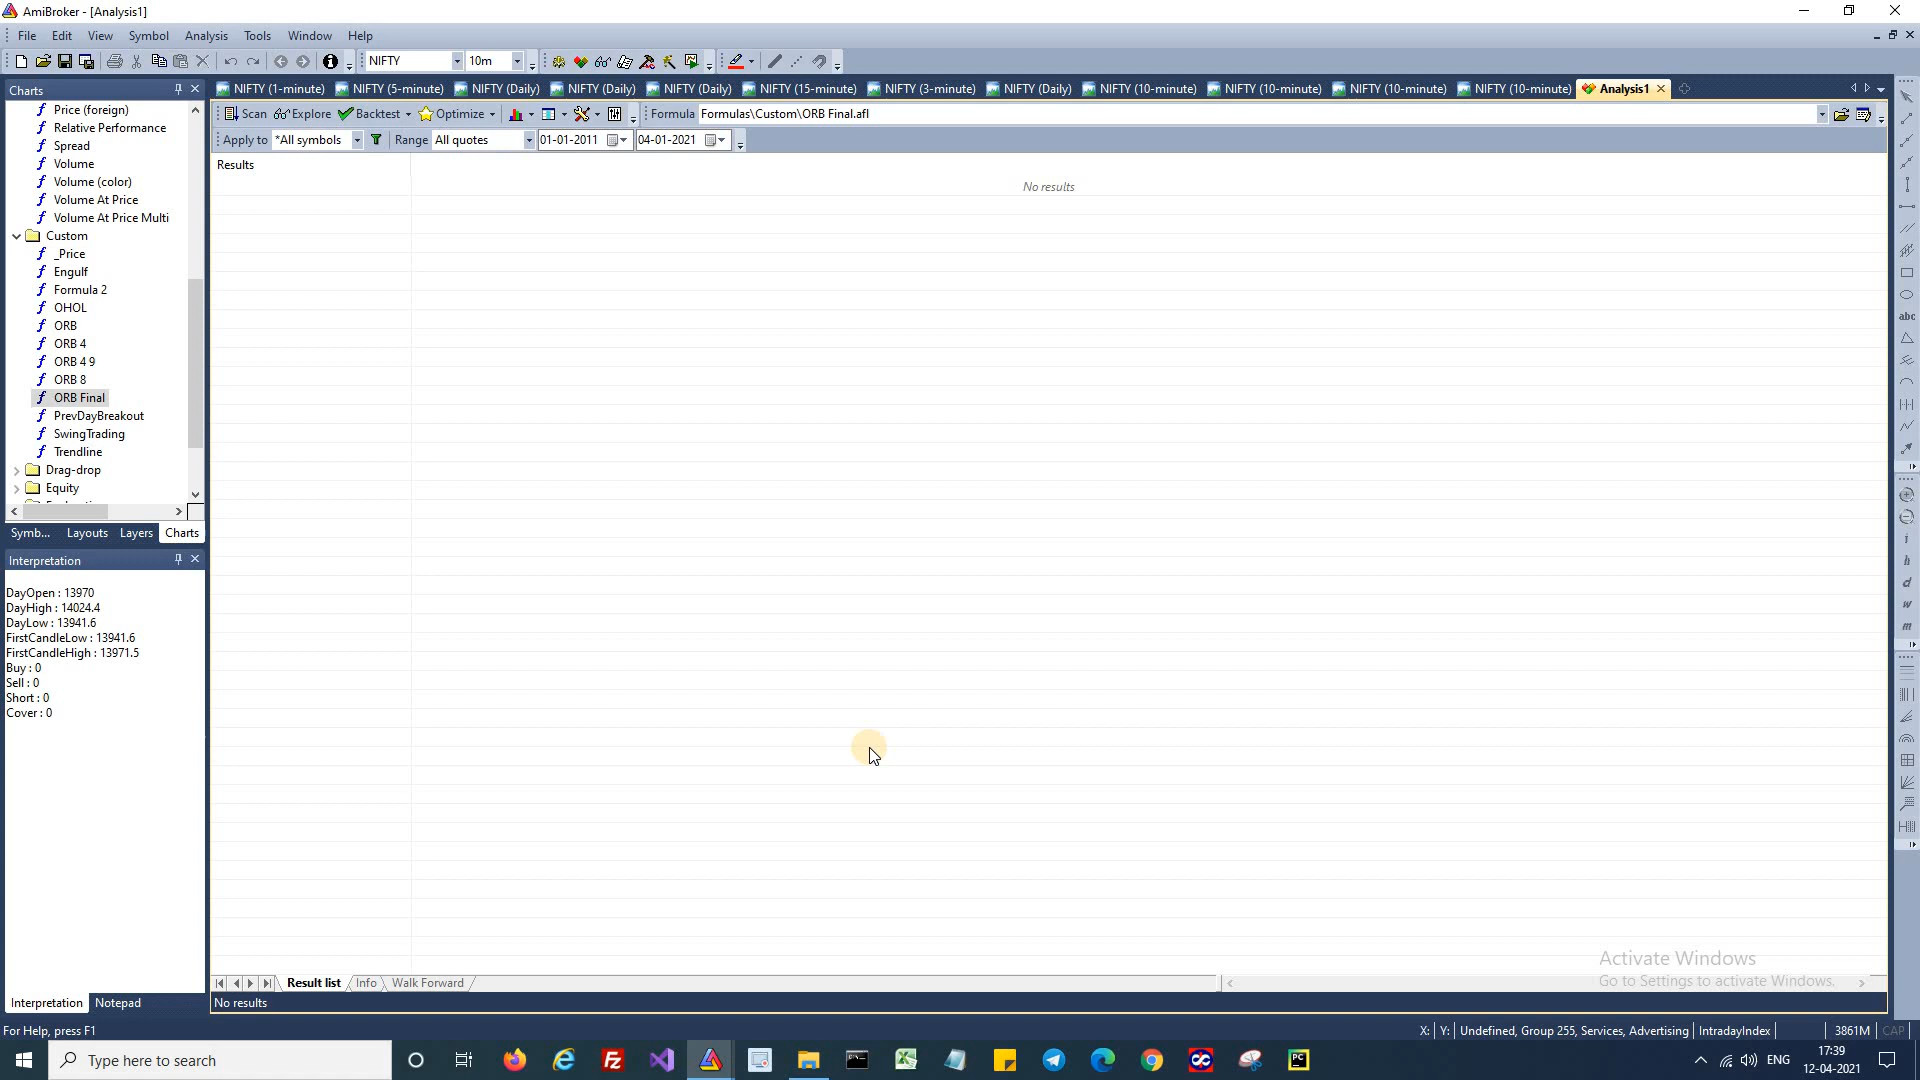 AmiBroker - [Analysis1]
File Edit View Symbol Analysis Tools Window Help
NIFTY 10m
Charts
NIFTY (1-minute) NIFTY (5-minute) NIFTY (Daily) NIFTY (Daily) NIFTY (Daily) NIFTY (15-minute) NIFTY (3-minute) NIFTY (Daily) NIFTY (10-minute) NIFTY (10-minute) NIFTY (10-minute) NIFTY (10-minute) Analysis1
Scan Explore Backtest Optimize Formula Formulas\Custom\ORB Final.afl
Apply to *All symbols Range All quotes 01-01-2011 04-01-2021
Results
No results
Price (foreign)
Relative Performance
Spread
Volume
Volume (color)
Volume At Price
Volume At Price Multi
Custom
_Price
Engulf
Formula 2
OHOL
ORB
ORB 4
ORB 4 9
ORB 8
ORB Final
PrevDayBreakout
SwingTrading
Trendline
Drag-drop
Equity
Symb... Layouts Layers Charts
Interpretation
DayOpen : 13970
DayHigh : 14024.4
DayLow : 13941.6
FirstCandleLow : 13941.6
FirstCandleHigh : 13971.5
Buy : 0
Sell : 0
Short : 0
Cover : 0
abc
i
h
d
w
m
Activate Windows
Go to Settings to activate Windows.
Result list Info Walk Forward
Interpretation Notepad
No results
For Help, press F1
X: Y: Undefined, Group 255, Services, Advertising IntradayIndex 3861M CAP
Type here to search
ENG
17:39
12-04-2021